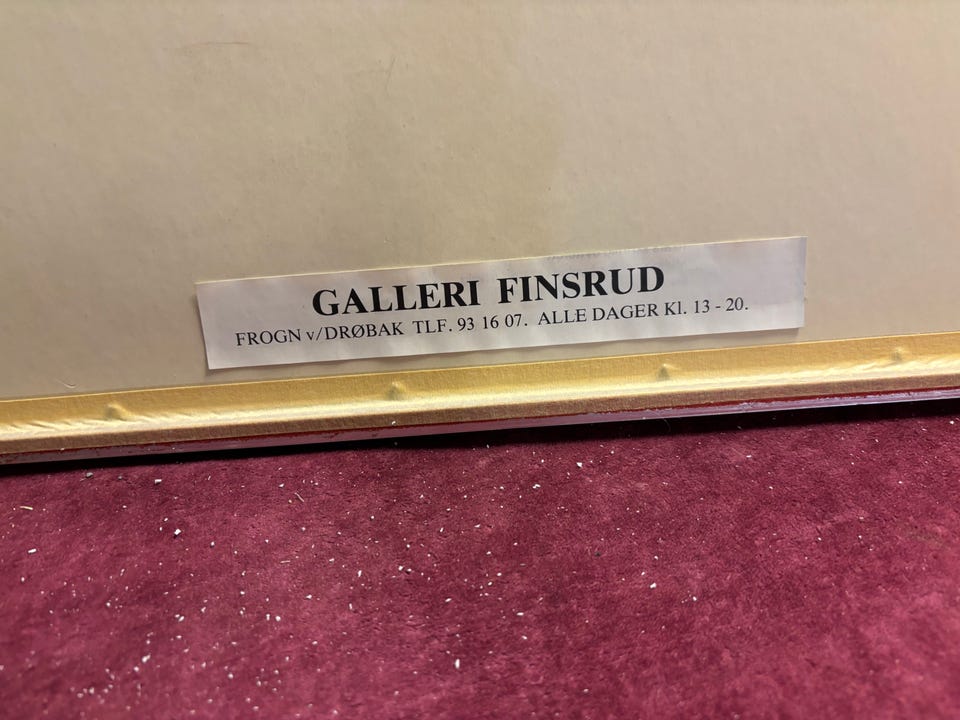 GALLERI FINSRUD
FROGN v/DRØBAK TLF. 93 16 07. ALLE DAGER Kl. 13 - 20.